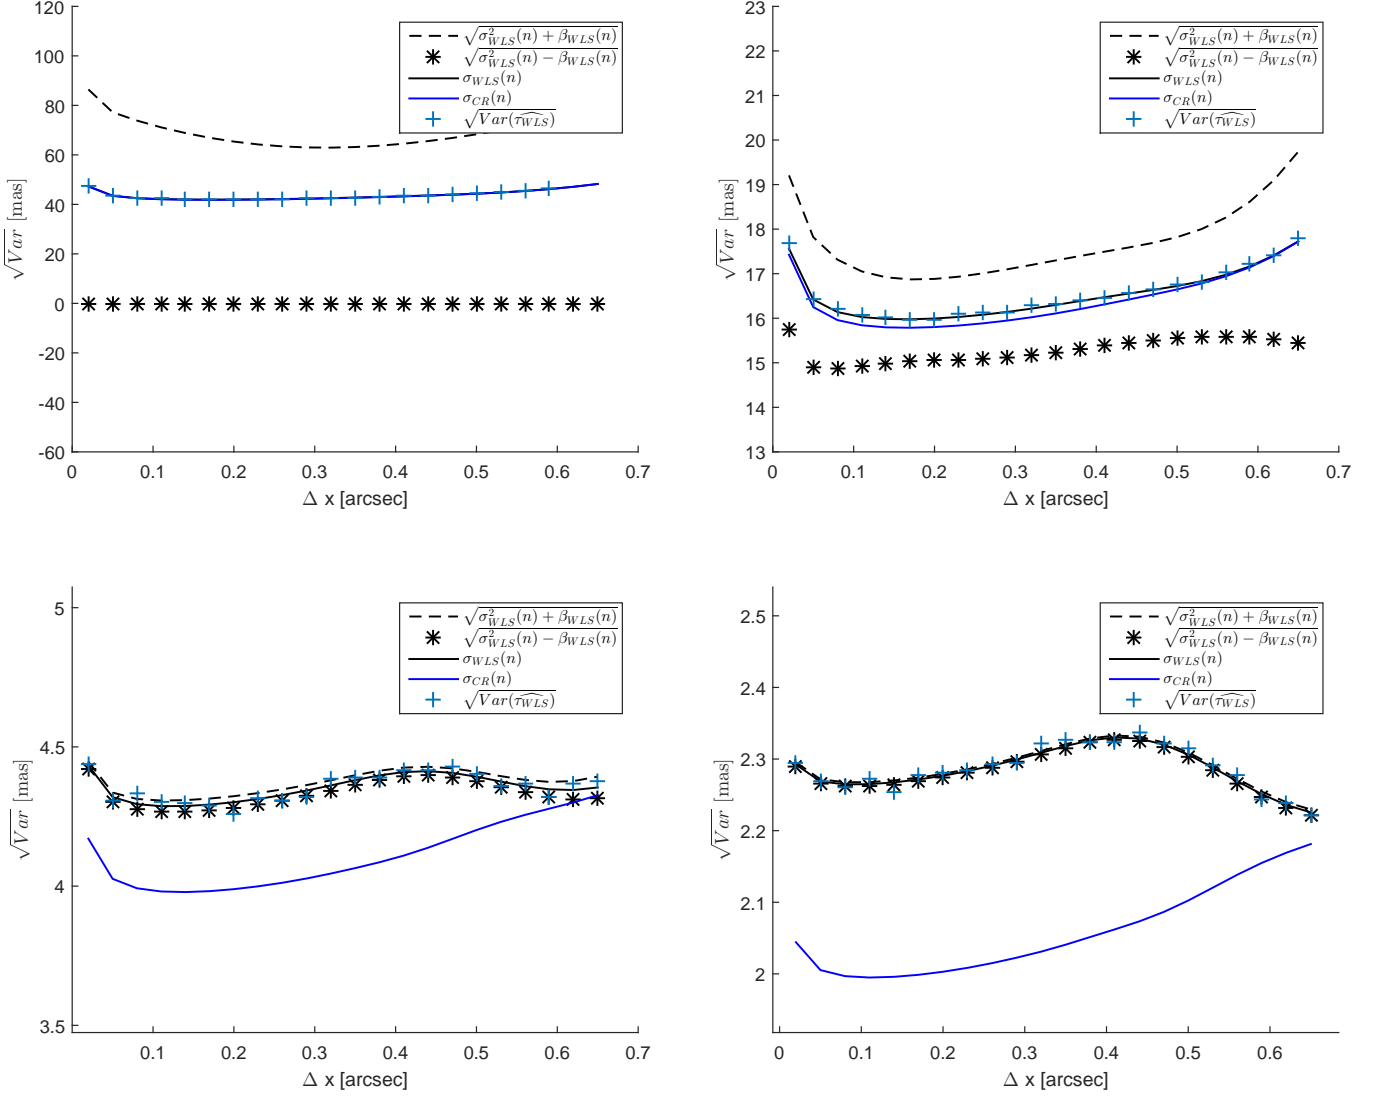 120
100
80
60
40
20
0
-20
-40
-60
0 0.1 0.2 0.3 0.4 0.5 0.6 0.7
Δ x [arcsec]
√Var [mas]
√σ²_WLS(n) + β_WLS(n)
√σ²_WLS(n) − β_WLS(n)
σ_WLS(n)
σ_CR(n)
√Var(τ̂_WLS)
23
22
21
20
19
18
17
16
15
14
13
0 0.1 0.2 0.3 0.4 0.5 0.6 0.7
Δ x [arcsec]
√Var [mas]
√σ²_WLS(n) + β_WLS(n)
√σ²_WLS(n) − β_WLS(n)
σ_WLS(n)
σ_CR(n)
√Var(τ̂_WLS)
5
4.5
4
3.5
0.1 0.2 0.3 0.4 0.5 0.6 0.7
Δ x [arcsec]
√Var [mas]
√σ²_WLS(n) + β_WLS(n)
√σ²_WLS(n) − β_WLS(n)
σ_WLS(n)
σ_CR(n)
√Var(τ̂_WLS)
2.5
2.4
2.3
2.2
2.1
2
0 0.1 0.2 0.3 0.4 0.5 0.6
Δ x [arcsec]
√Var [mas]
√σ²_WLS(n) + β_WLS(n)
√σ²_WLS(n) − β_WLS(n)
σ_WLS(n)
σ_CR(n)
√Var(τ̂_WLS)